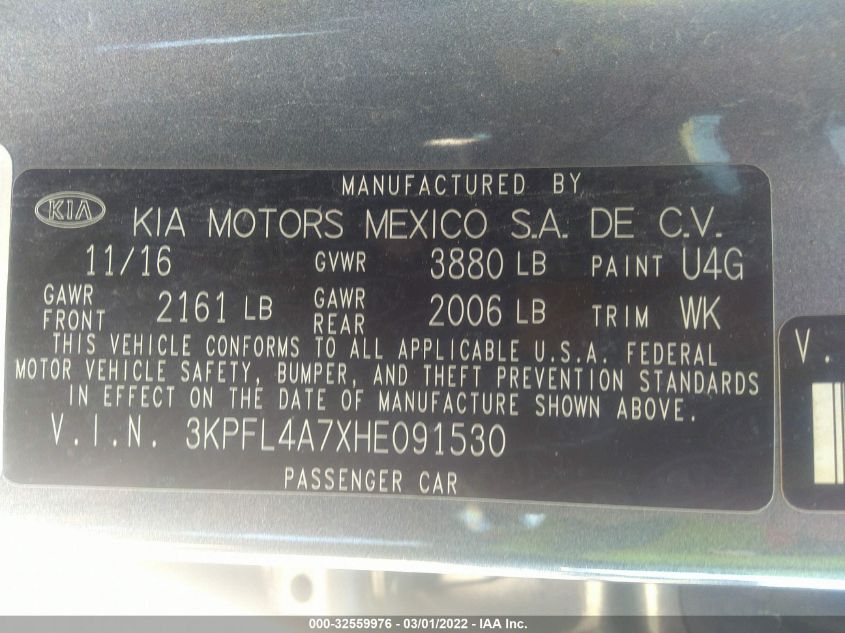 MANUFACTURED BY
KIA KIA MOTORS MEXICO S.A. DE C.V.
11/16 GVWR 3880 LB PAINT U4G
GAWR FRONT 2161 LB GAWR REAR 2006 LB TRIM WK
THIS VEHICLE CONFORMS TO ALL APPLICABLE U.S.A. FEDERAL
MOTOR VEHICLE SAFETY, BUMPER, AND THEFT PREVENTION STANDARDS
IN EFFECT ON THE DATE OF MANUFACTURE SHOWN ABOVE.
V.I.N. 3KPFL4A7XHE091530
PASSENGER CAR
V.
000-32559976 - 03/01/2022 - IAA Inc.